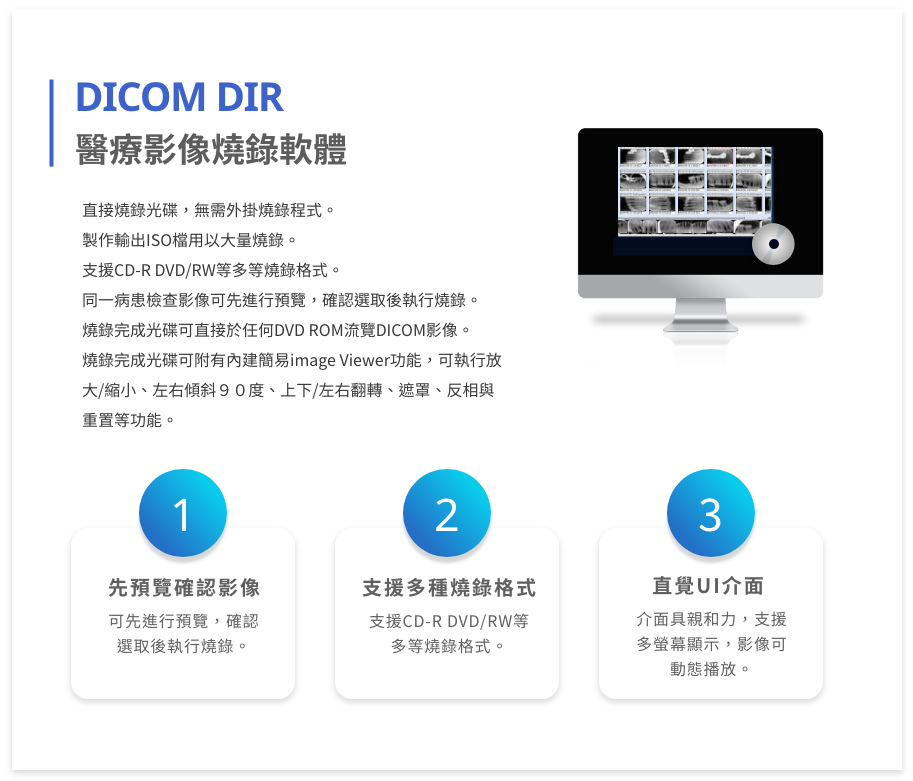 DICOM DIR
醫療影像燒錄軟體
直接燒錄光碟，無需外掛燒錄程式。
製作輸出ISO檔用以大量燒錄。
支援CD-R DVD/RW等多等燒錄格式。
同一病患檢查影像可先進行預覽，確認選取後執行燒錄。
燒錄完成光碟可直接於任何DVD ROM流覽DICOM影像。
燒錄完成光碟可附有內建簡易image Viewer功能，可執行放
大/縮小、左右傾斜９０度、上下/左右翻轉、遮罩、反相與
重置等功能。
1
先預覽確認影像
可先進行預覽，確認
選取後執行燒錄。
2
支援多種燒錄格式
支援CD-R DVD/RW等
多等燒錄格式。
3
直覺UI介面
介面具親和力，支援
多螢幕顯示，影像可
動態播放。